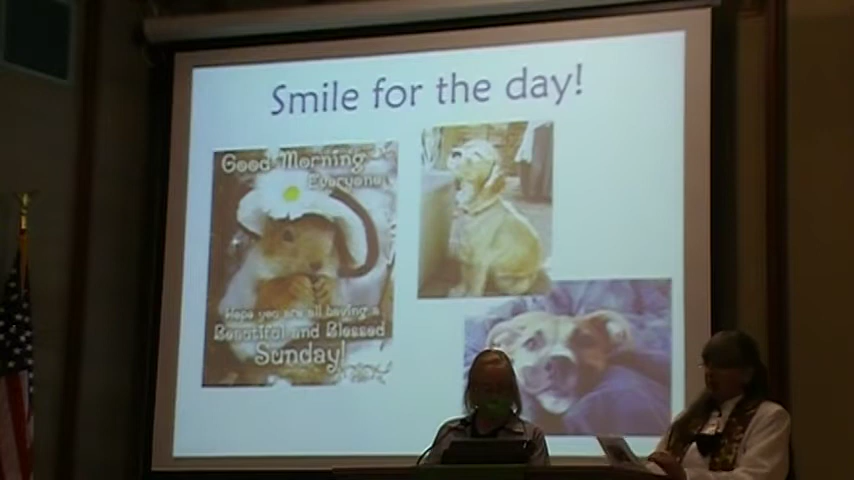 Smile for the day!
Good Morning
Everyone
Hope you are all having a
Beautiful and Blessed
Sunday!